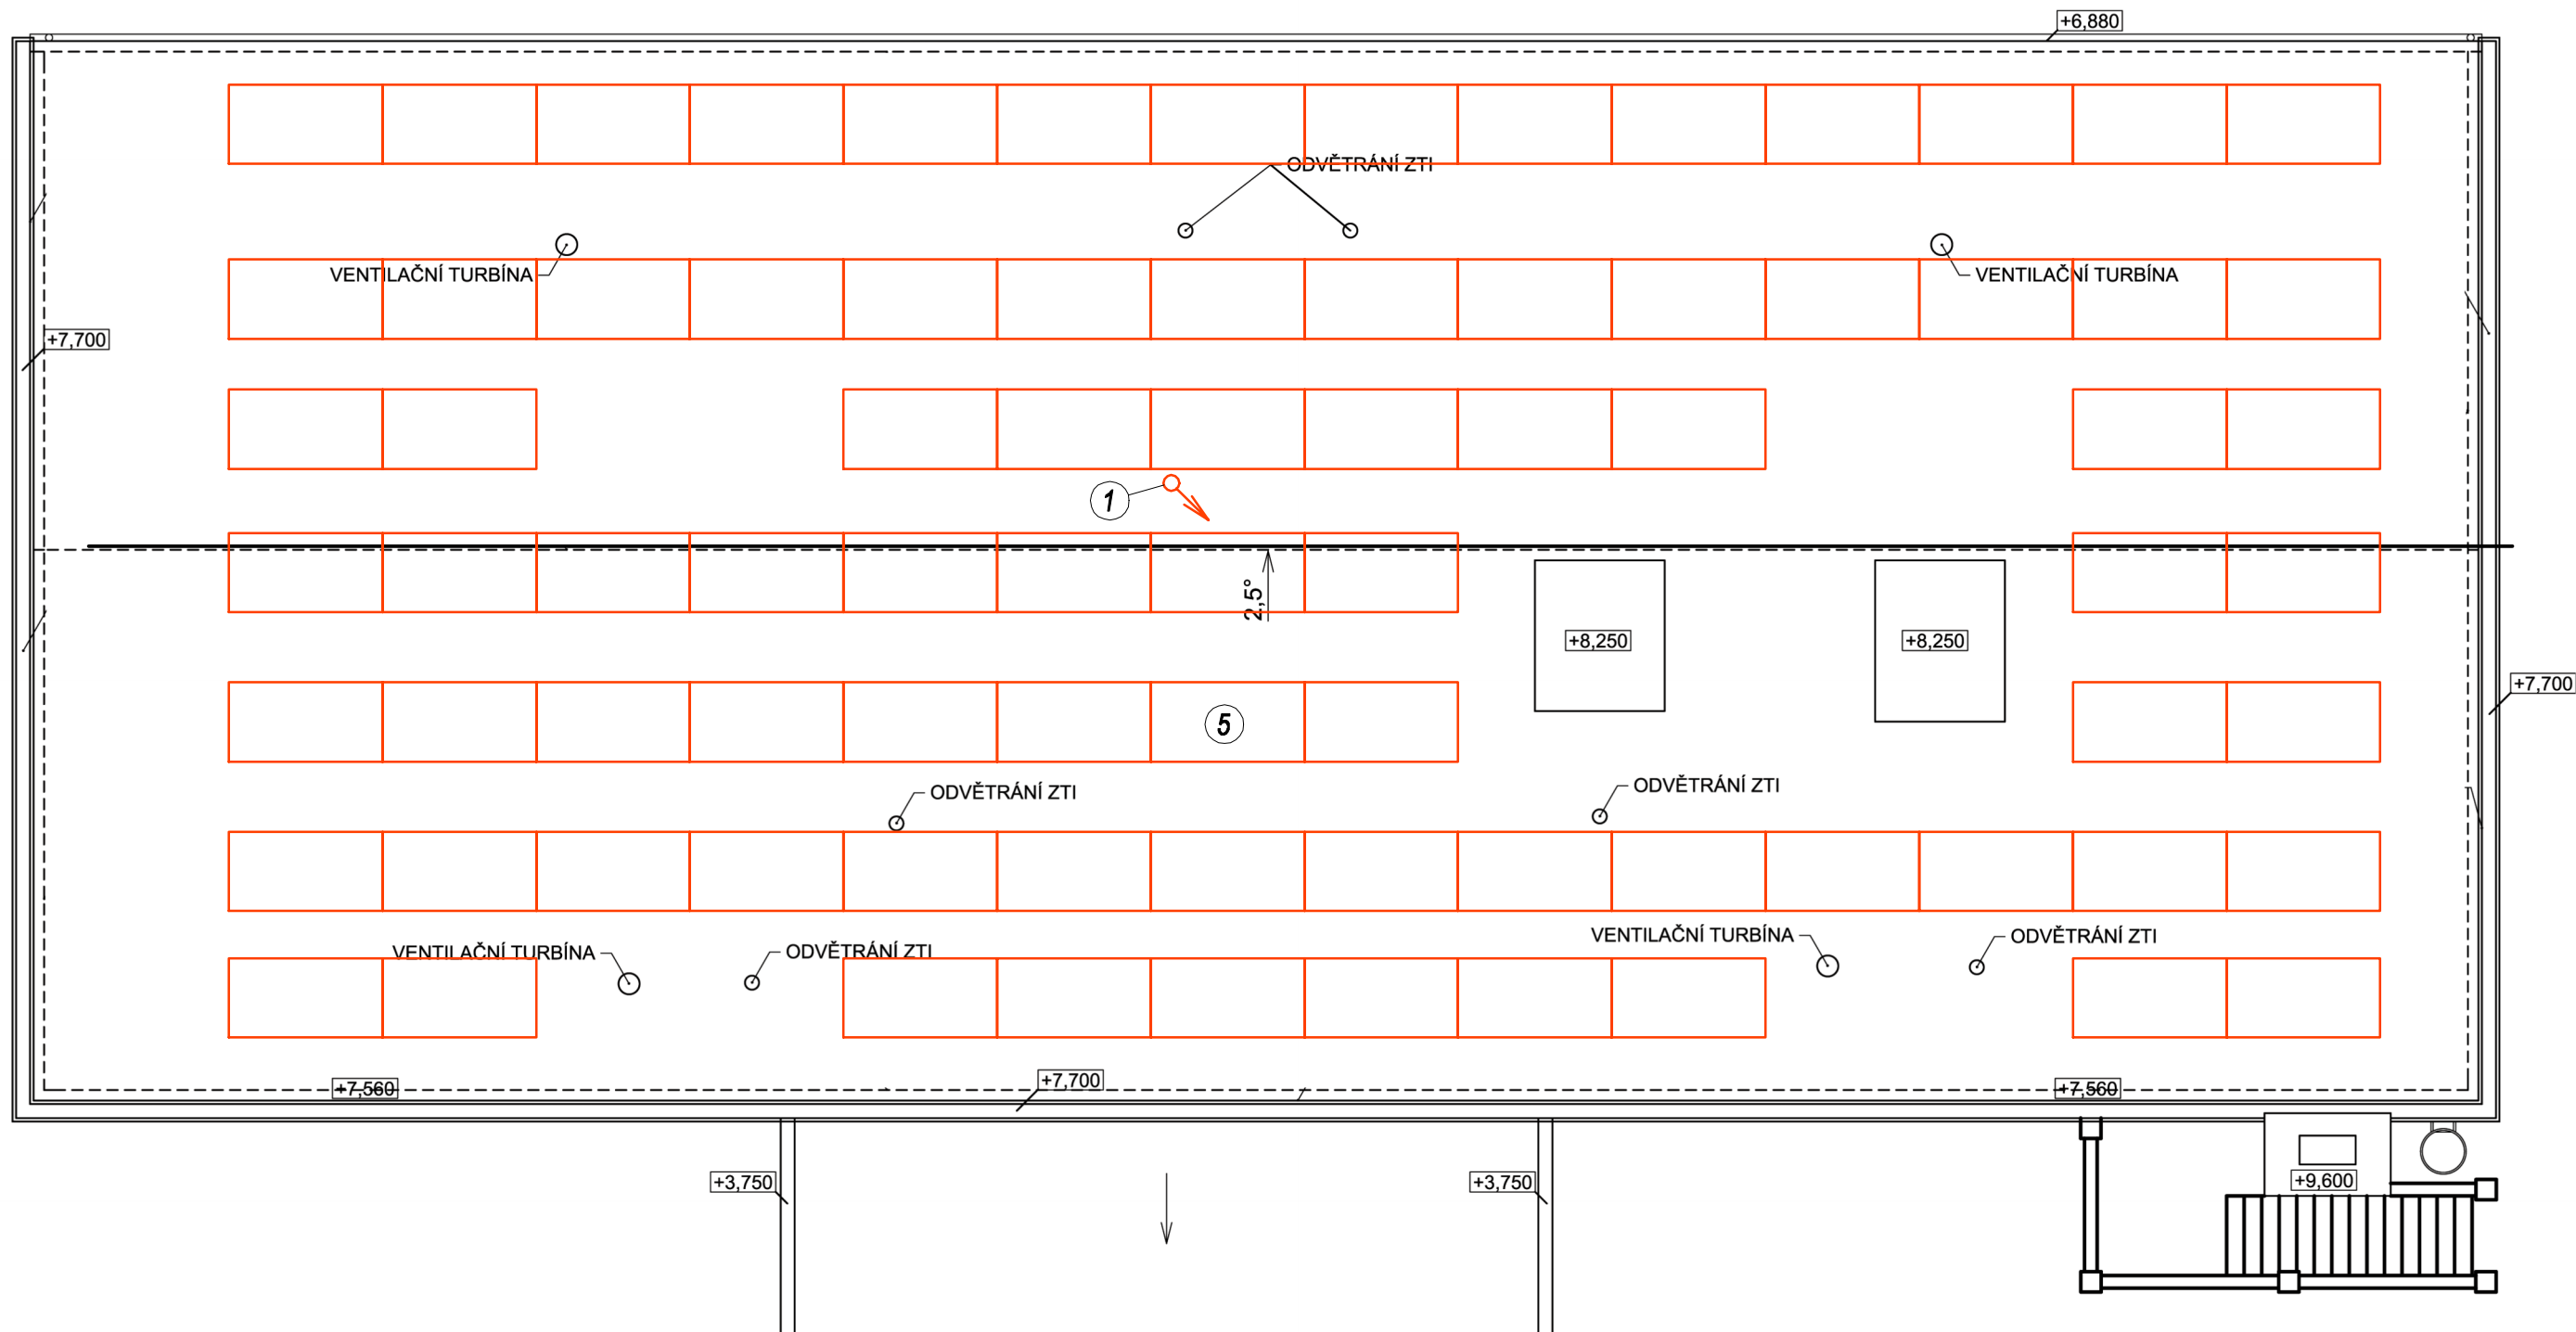 +6,880
ODVĚTRÁNÍ ZTI
VENTILAČNÍ TURBÍNA
VENTILAČNÍ TURBÍNA
+7,700
1
2,5°
+8,250
+8,250
+7,700
5
ODVĚTRÁNÍ ZTI
ODVĚTRÁNÍ ZTI
VENTILAČNÍ TURBÍNA
ODVĚTRÁNÍ ZTI
VENTILAČNÍ TURBÍNA
ODVĚTRÁNÍ ZTI
+7,560
+7,700
+7,560
+3,750
+3,750
+9,600